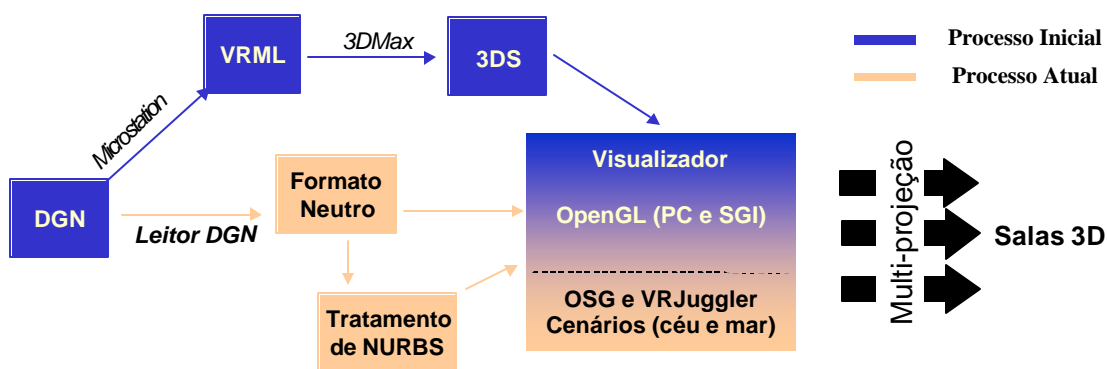 3DMax
VRML
3DS
Processo Inicial
Processo Atual
Microstation
DGN
Leitor DGN
Formato
Neutro
Tratamento
de NURBS
Visualizador
OpenGL (PC e SGI)
OSG e VRJuggler
Cenários (céu e mar)
Multi-projeção
Salas 3D